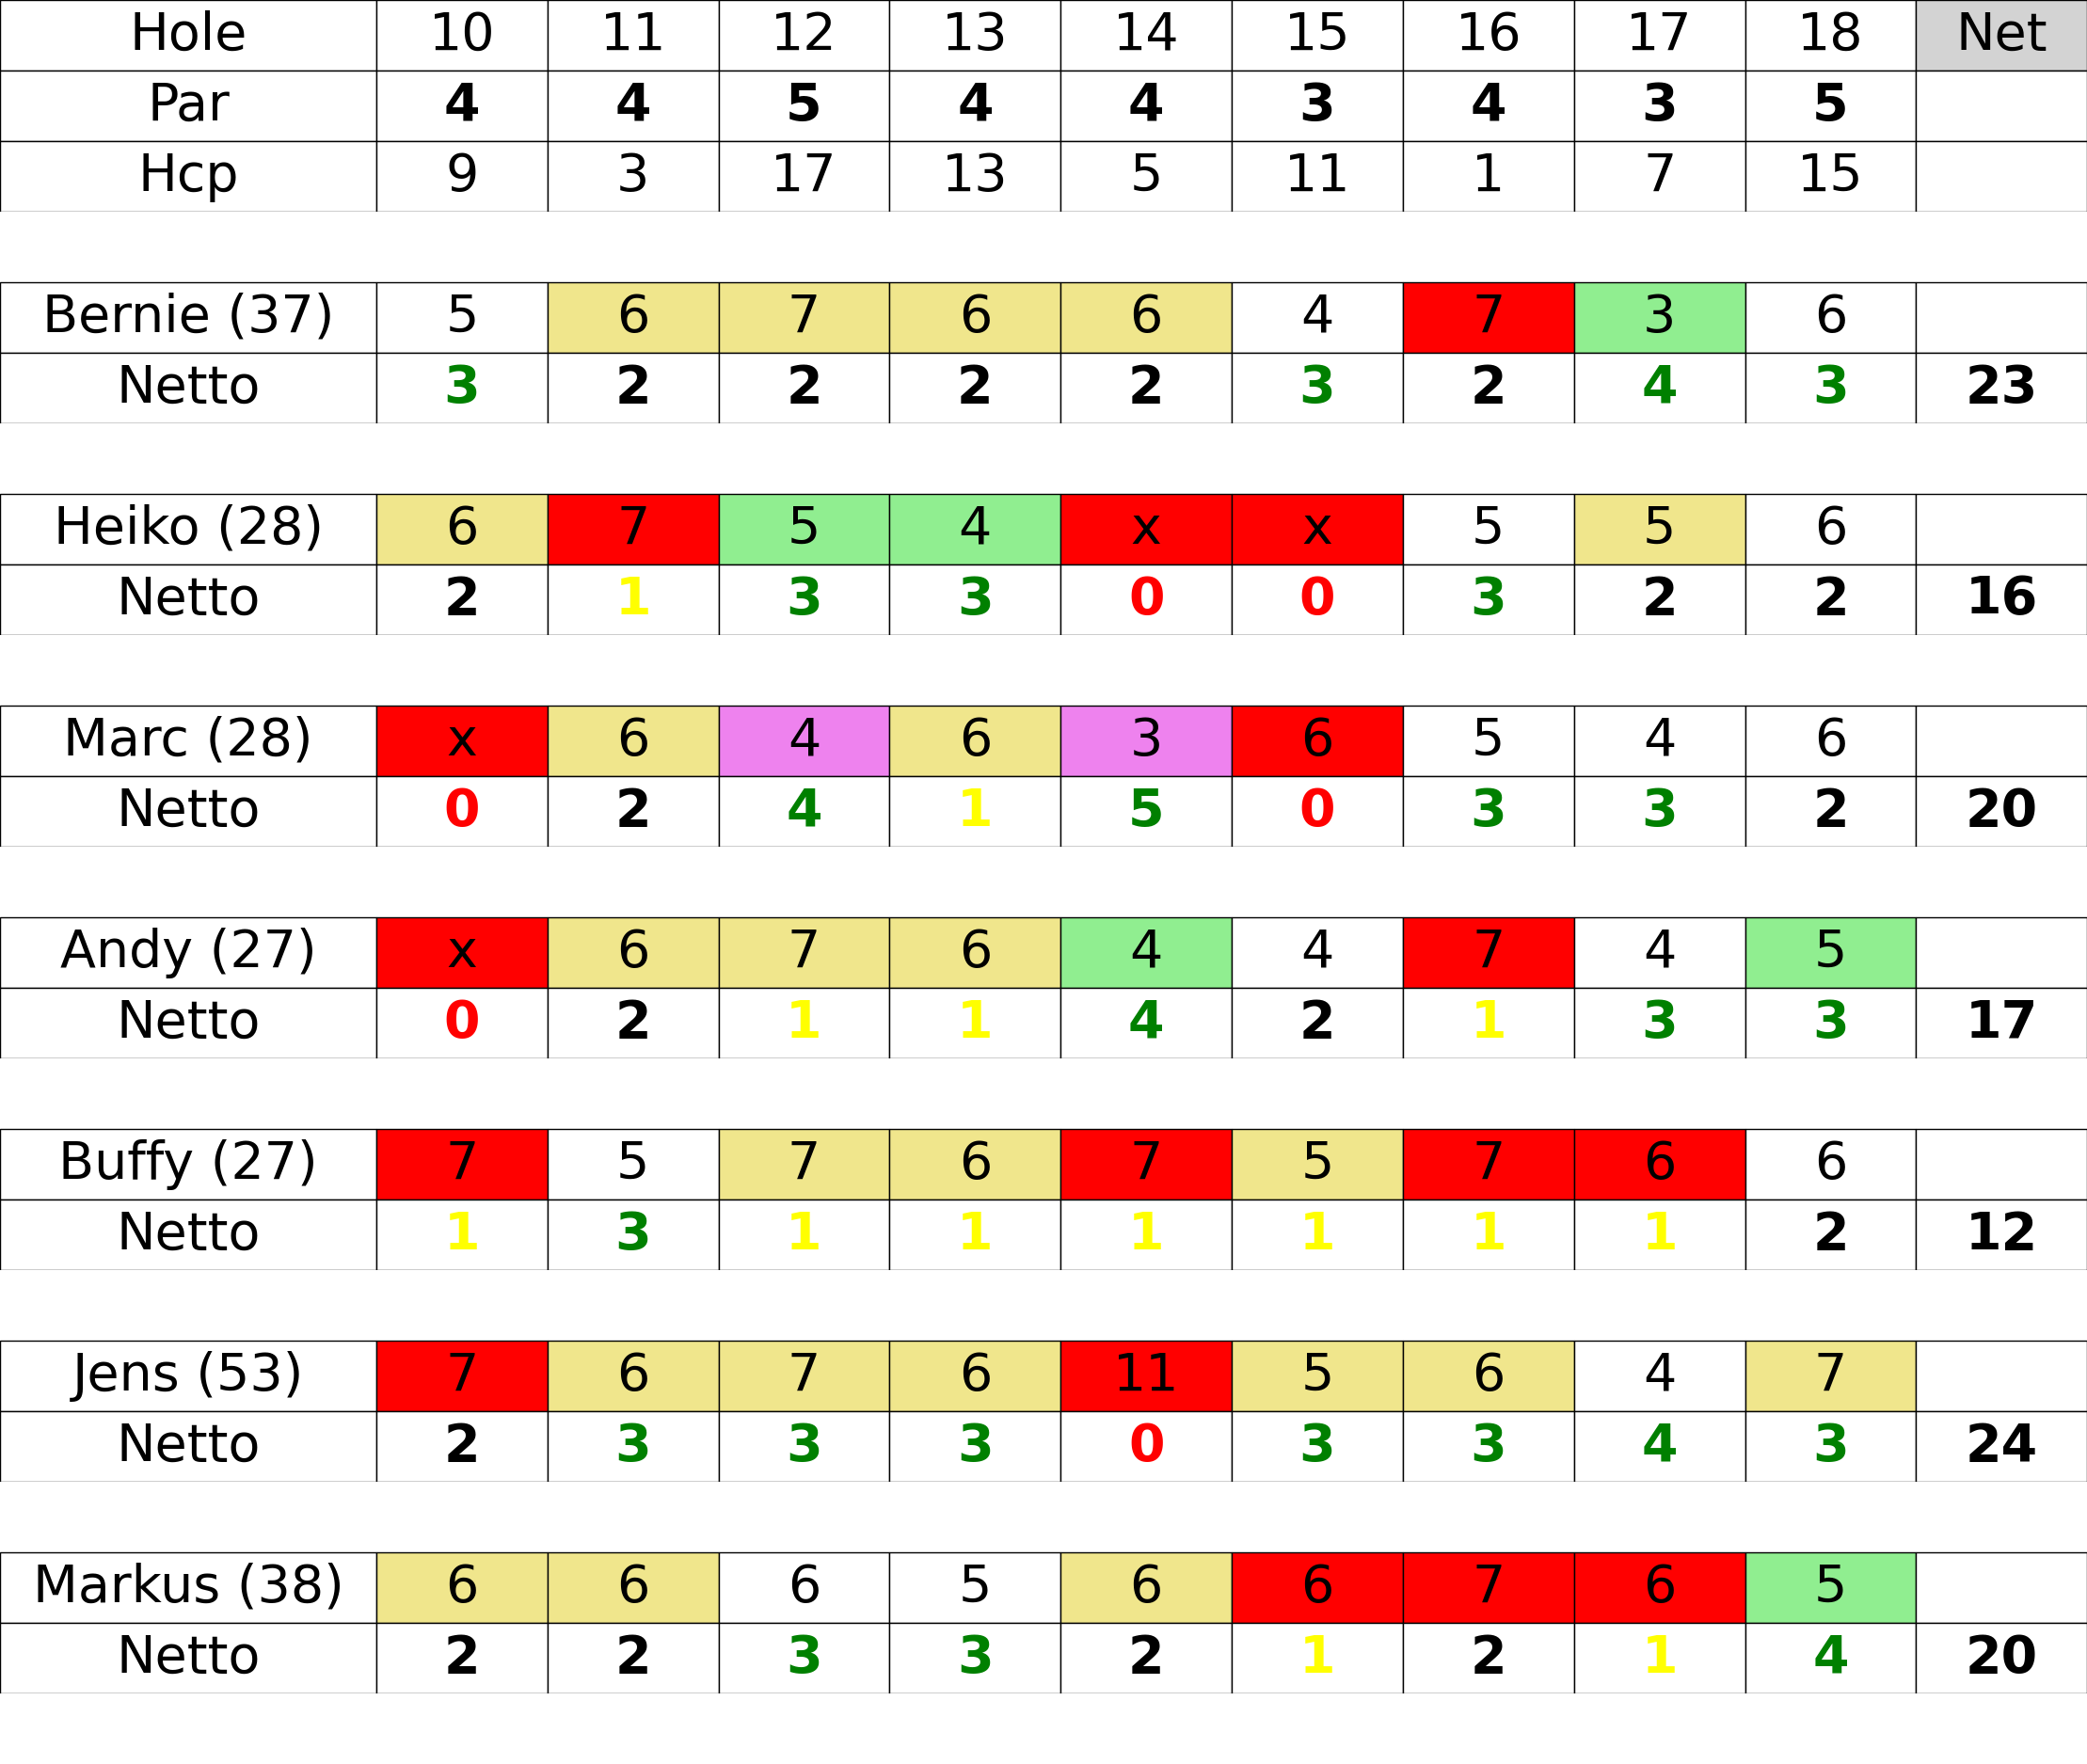 Hole 10 11 12 13 14 15 16 17 18 Net
Par 4 4 5 4 4 3 4 3 5
Hcp 9 3 17 13 5 11 1 7 15
Bernie (37) 5 6 7 6 6 4 7 3 6
Netto 3 2 2 2 2 3 2 4 3 23
Heiko (28) 6 7 5 4 x x 5 5 6
Netto 2 1 3 3 0 0 3 2 2 16
Marc (28) x 6 4 6 3 6 5 4 6
Netto 0 2 4 1 5 0 3 3 2 20
Andy (27) x 6 7 6 4 4 7 4 5
Netto 0 2 1 1 4 2 1 3 3 17
Buffy (27) 7 5 7 6 7 5 7 6 6
Netto 1 3 1 1 1 1 1 1 2 12
Jens (53) 7 6 7 6 11 5 6 4 7
Netto 2 3 3 3 0 3 3 4 3 24
Markus (38) 6 6 6 5 6 6 7 6 5
Netto 2 2 3 3 2 1 2 1 4 20